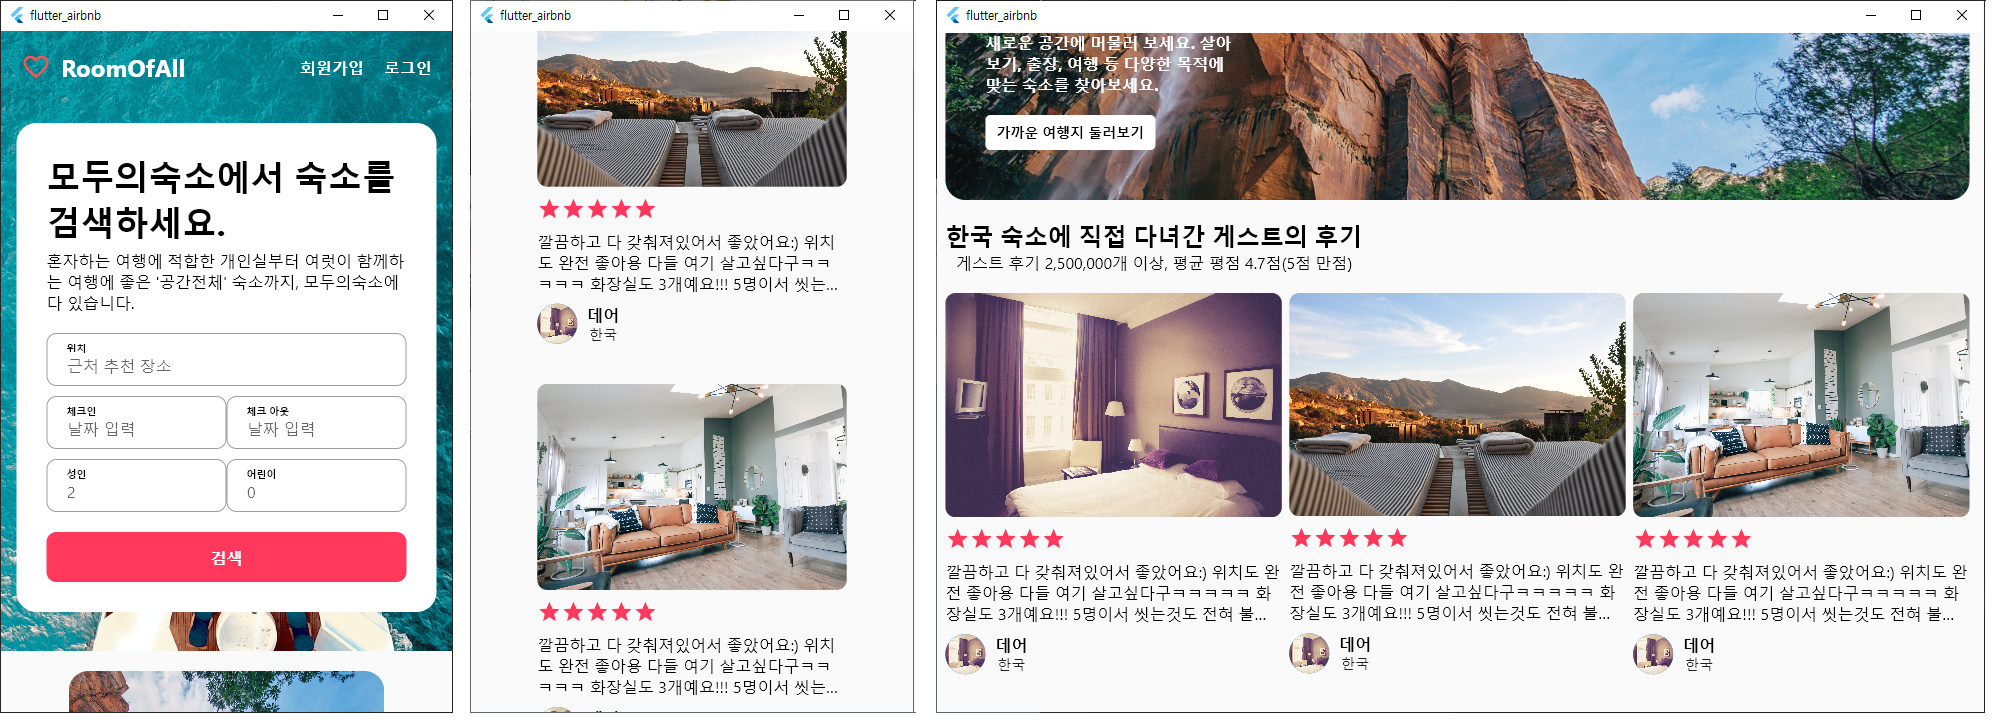 flutter_airbnb
RoomOfAll
회원가입
로그인
모두의숙소에서 숙소를
검색하세요.
혼자하는 여행에 적합한 개인실부터 여럿이 함께하
는 여행에 좋은 '공간전체' 숙소까지, 모두의숙소에
다 있습니다.
위치
근처 추천 장소
체크인
날짜 입력
체크 아웃
날짜 입력
성인
2
어린이
0
검색
flutter_airbnb
깔끔하고 다 갖춰져있어서 좋았어요:) 위치
도 완전 좋아용 다들 여기 살고싶다구ㅋㅋ
ㅋㅋㅋ 화장실도 3개예요!!! 5명이서 씻는...
데어
한국
깔끔하고 다 갖춰져있어서 좋았어요:) 위치
도 완전 좋아용 다들 여기 살고싶다구ㅋㅋ
ㅋㅋㅋ 화장실도 3개예요!!! 5명이서 씻는...
flutter_airbnb
새로운 공간에 머물러 보세요. 살아
보기, 출장, 여행 등 다양한 목적에
맞는 숙소를 찾아보세요.
가까운 여행지 둘러보기
한국 숙소에 직접 다녀간 게스트의 후기
게스트 후기 2,500,000개 이상, 평균 평점 4.7점(5점 만점)
깔끔하고 다 갖춰져있어서 좋았어요:) 위치도 완
전 좋아용 다들 여기 살고싶다구ㅋㅋㅋㅋㅋ 화
장실도 3개예요!!! 5명이서 씻는것도 전혀 불...
데어
한국
깔끔하고 다 갖춰져있어서 좋았어요:) 위치도 완
전 좋아용 다들 여기 살고싶다구ㅋㅋㅋㅋㅋ 화
장실도 3개예요!!! 5명이서 씻는것도 전혀 불...
데어
한국
깔끔하고 다 갖춰져있어서 좋았어요:) 위치도 완
전 좋아용 다들 여기 살고싶다구ㅋㅋㅋㅋㅋ 화
장실도 3개예요!!! 5명이서 씻는것도 전혀 불...
데어
한국